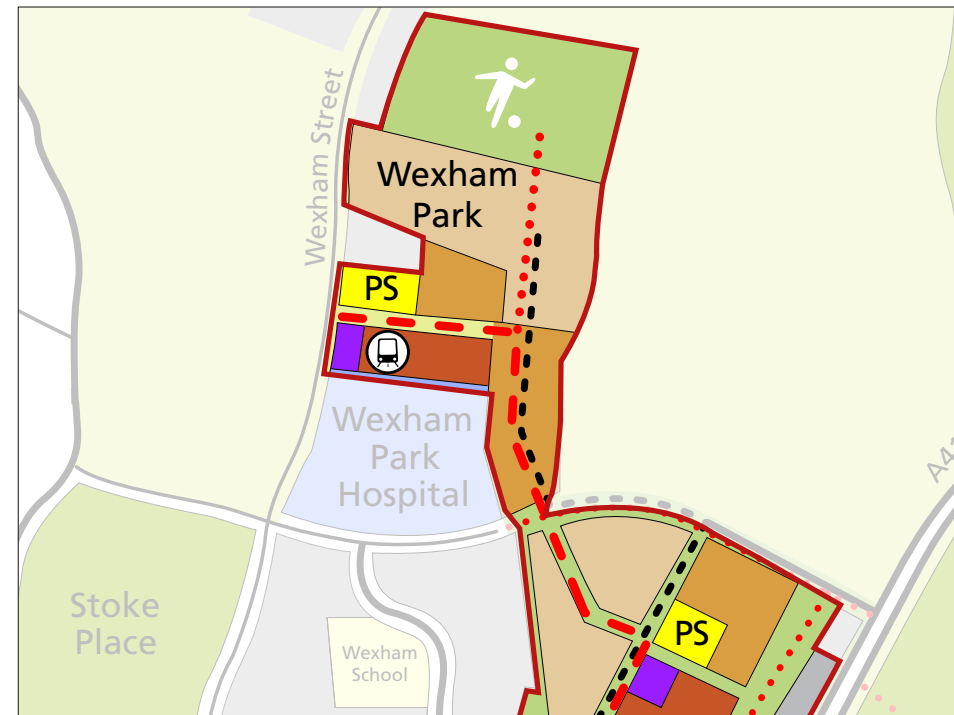 Wexham Street
Wexham
Park
PS
Wexham
Park
Hospital
Stoke
Place
Wexham
School
PS